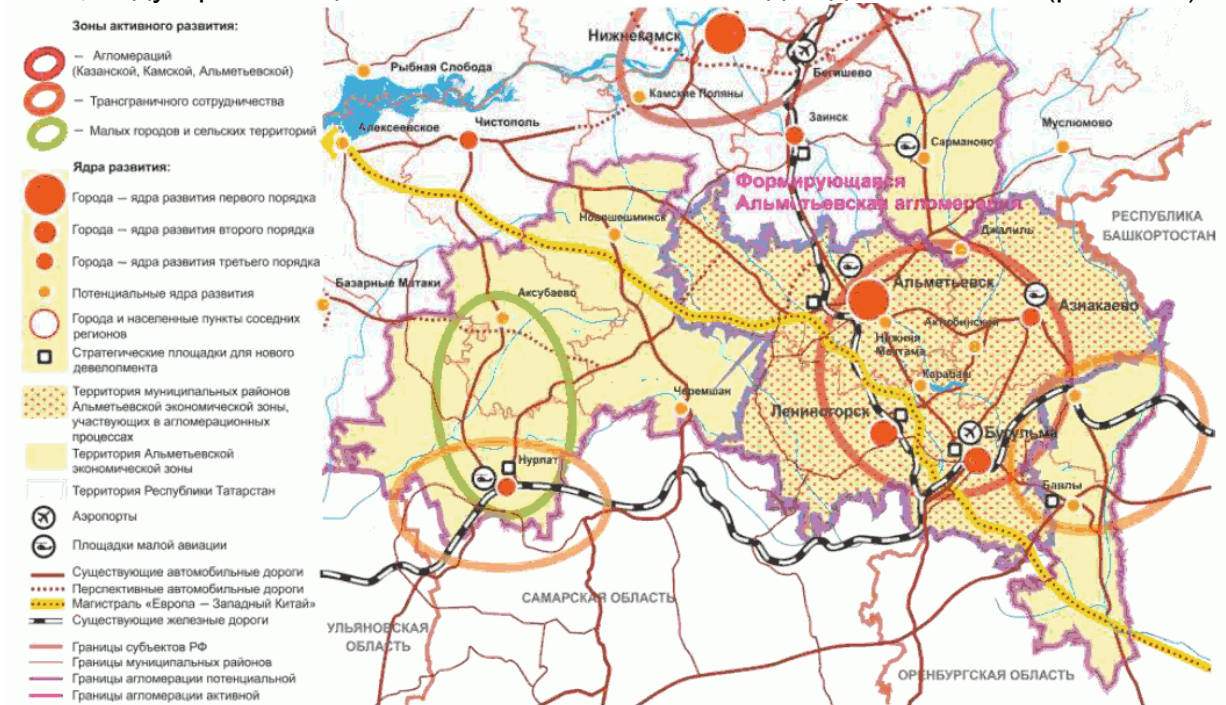 Зоны активного развития:
— Агломераций
(Казанской, Камской, Альметьевской)
— Трансграничного сотрудничества
— Малых городов и сельских территорий
Ядра развития:
Города — ядра развития первого порядка
Города — ядра развития второго порядка
Города — ядра развития третьего порядка
Потенциальные ядра развития
Города и населенные пункты соседних
регионов
Стратегические площадки для нового
девелопмента
Территория муниципальных районов
Альметьевской экономической зоны,
участвующих в агломерационных
процессах
Территория Альметьевской
экономической зоны
Территория Республики Татарстан
Аэропорты
Площадки малой авиации
Существующие автомобильные дороги
Перспективные автомобильные дороги
Магистраль «Европа — Западный Китай»
Существующие железные дороги
Границы субъектов РФ
Границы муниципальных районов
Границы агломерации потенциальной
Границы агломерации активной
Нижнекамск
Бегишево
Рыбная Слобода
Камские Поляны
Алексеевское
Чистополь
Заинск
Сарманово
Муслюмово
Формирующаяся
Альметьевская агломерация
Новошешминск
Джалиль
РЕСПУБЛИКА
БАШКОРТОСТАН
Базарные Матаки
Аксубаево
Альметьевск
Азнакаево
Актюбинский
Нижняя
Мактама
Карабаш
Черемшан
Лениногорск
Бугульма
Нурлат
Бавлы
САМАРСКАЯ ОБЛАСТЬ
УЛЬЯНОВСКАЯ
ОБЛАСТЬ
ОРЕНБУРГСКАЯ ОБЛАСТЬ